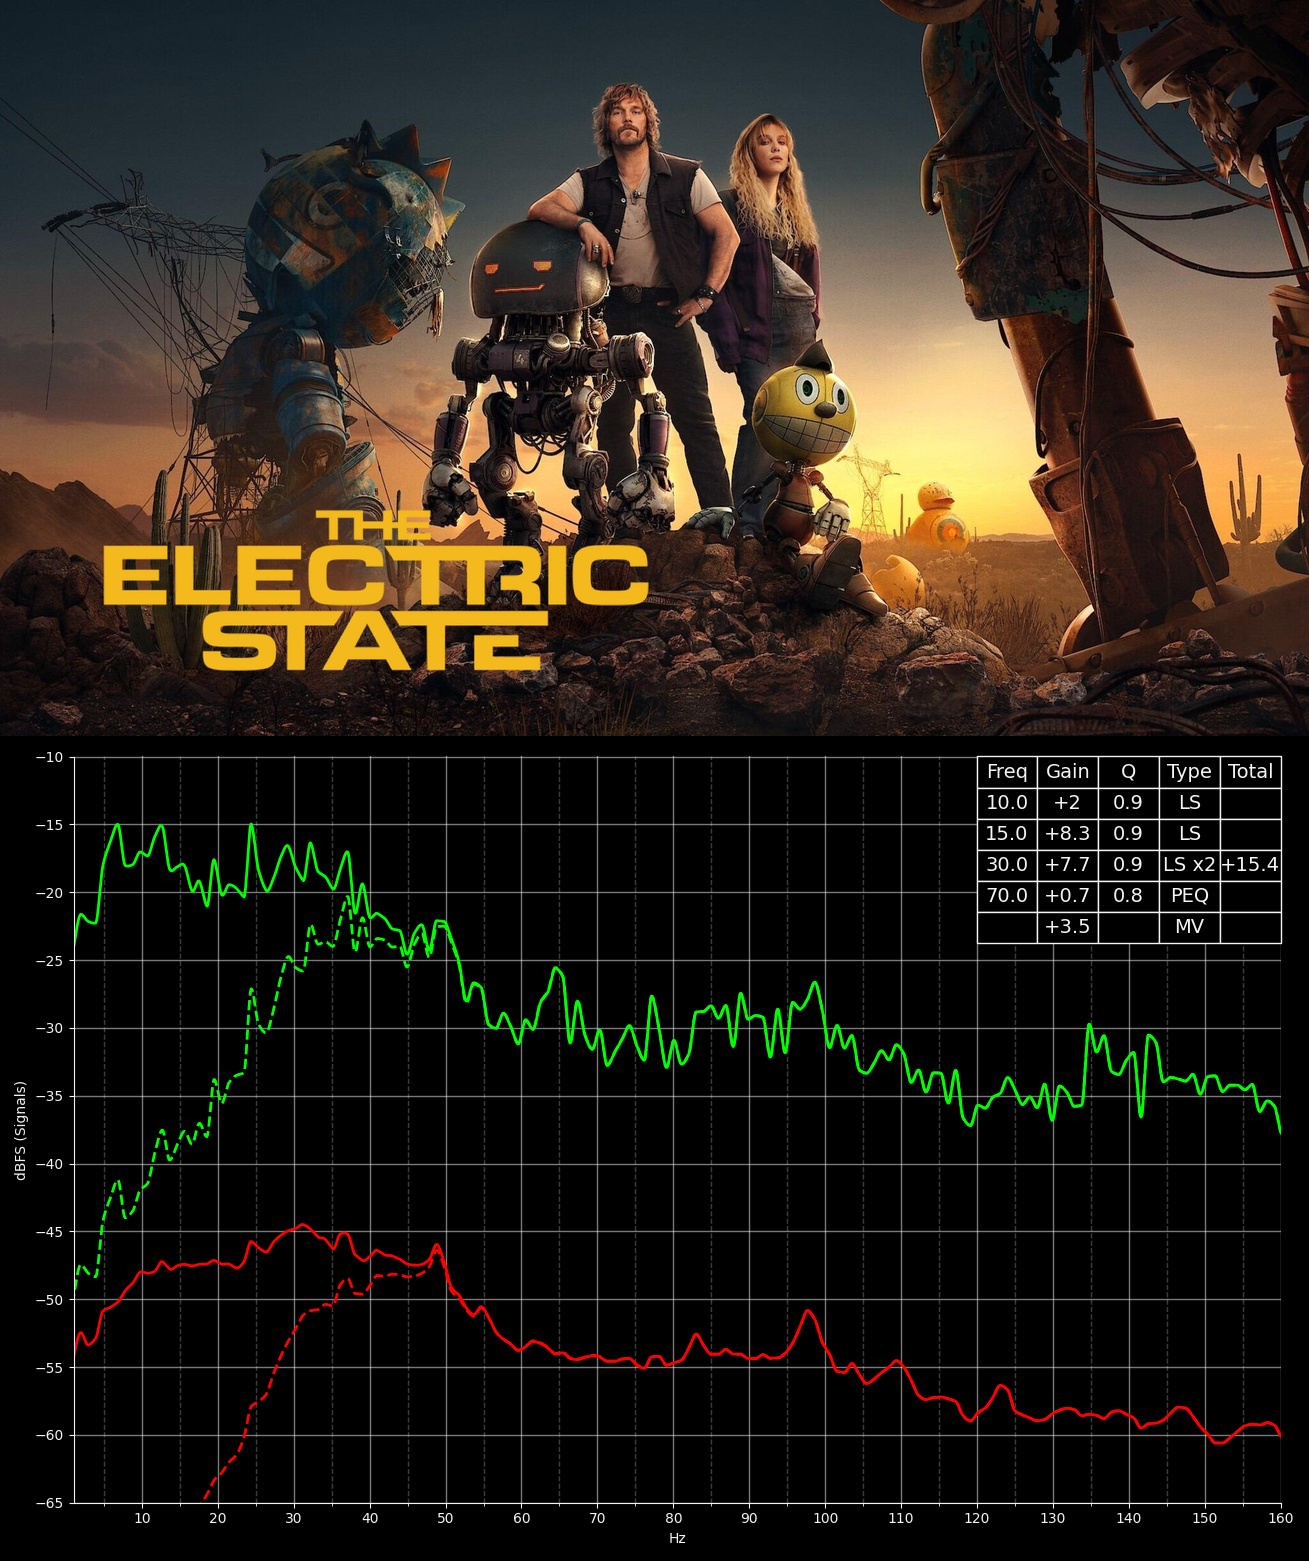 THE
ELECTRIC
STATE
Freq Gain Q Type Total
10.0 +2 0.9 LS
15.0 +8.3 0.9 LS
30.0 +7.7 0.9 LS x2 +15.4
70.0 +0.7 0.8 PEQ
+3.5 MV
−10
−15
−20
−25
−30
−35
−40
−45
−50
−55
−60
−65
dBFS (Signals)
10 20 30 40 50 60 70 80 90 100 110 120 130 140 150 160
Hz